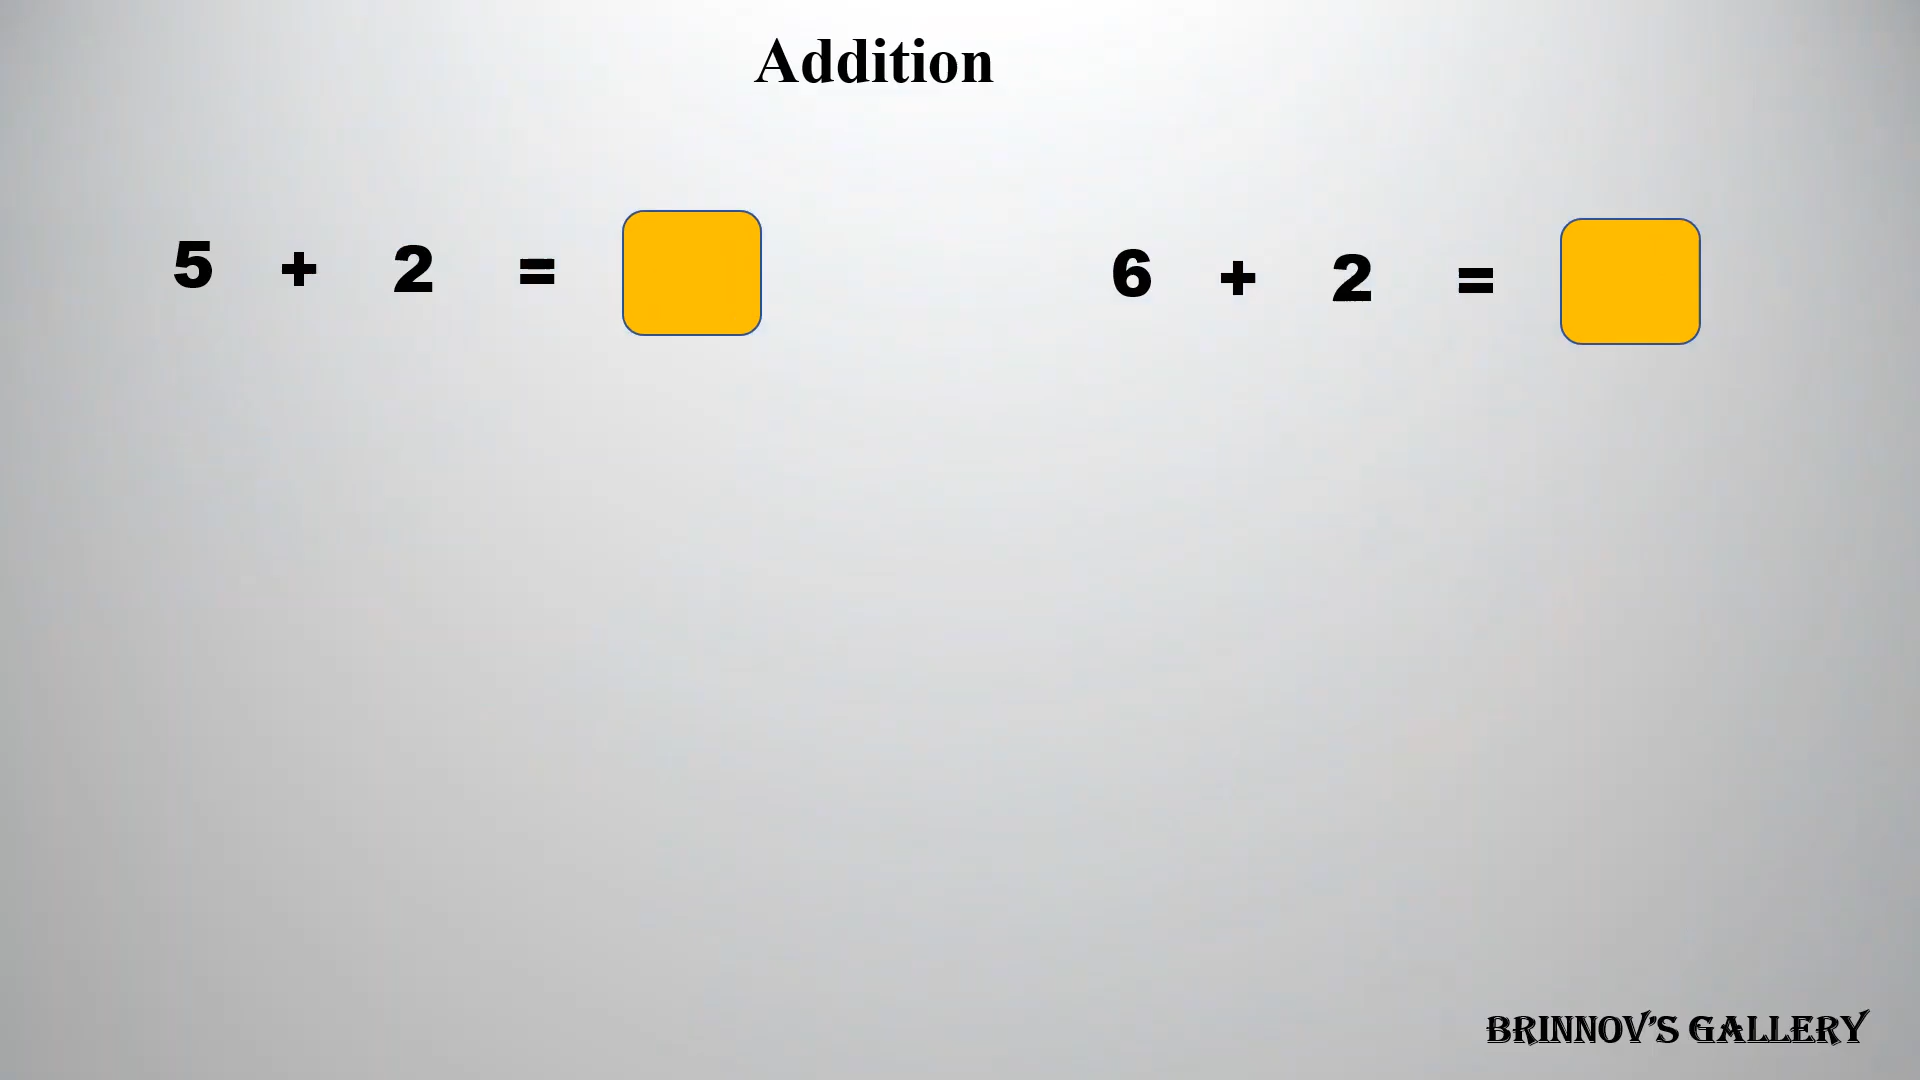 Addition
5 + 2 =
6 + 2 =
BRINNOV'S GALLERY